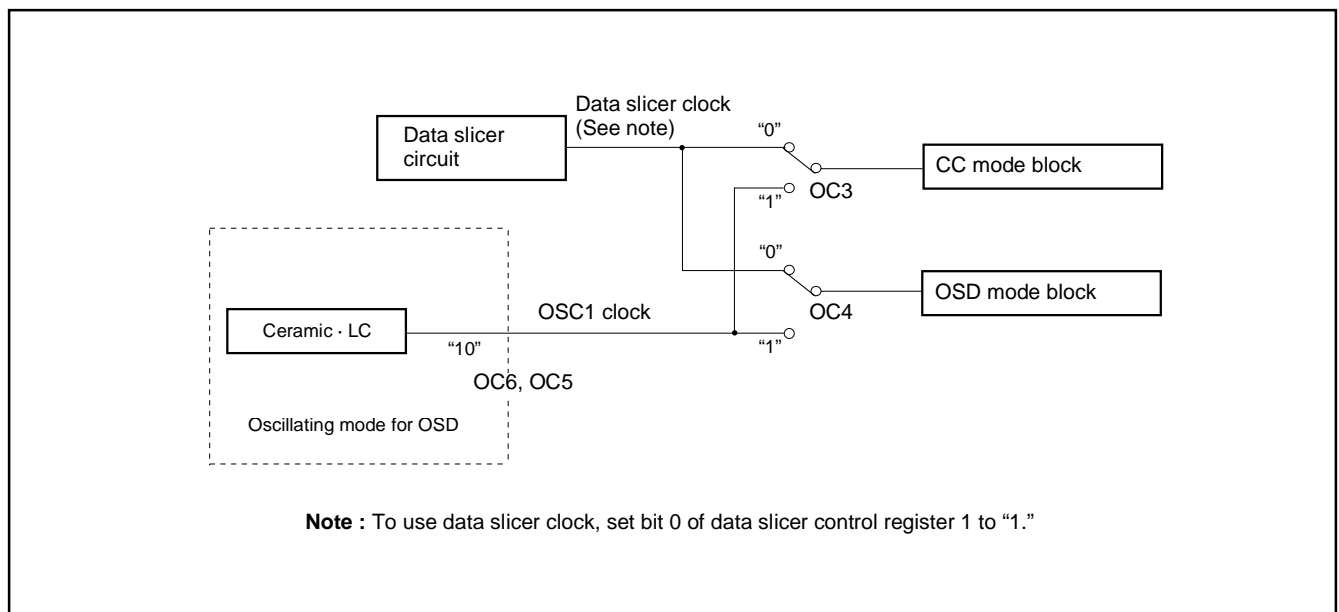 Data slicer clock
(See note)
Data slicer
circuit
“0”
CC mode block
“1”
OC3
“0”
OSD mode block
OSC1 clock
OC4
Ceramic · LC
“10”
“1”
OC6, OC5
Oscillating mode for OSD
Note : To use data slicer clock, set bit 0 of data slicer control register 1 to “1.”